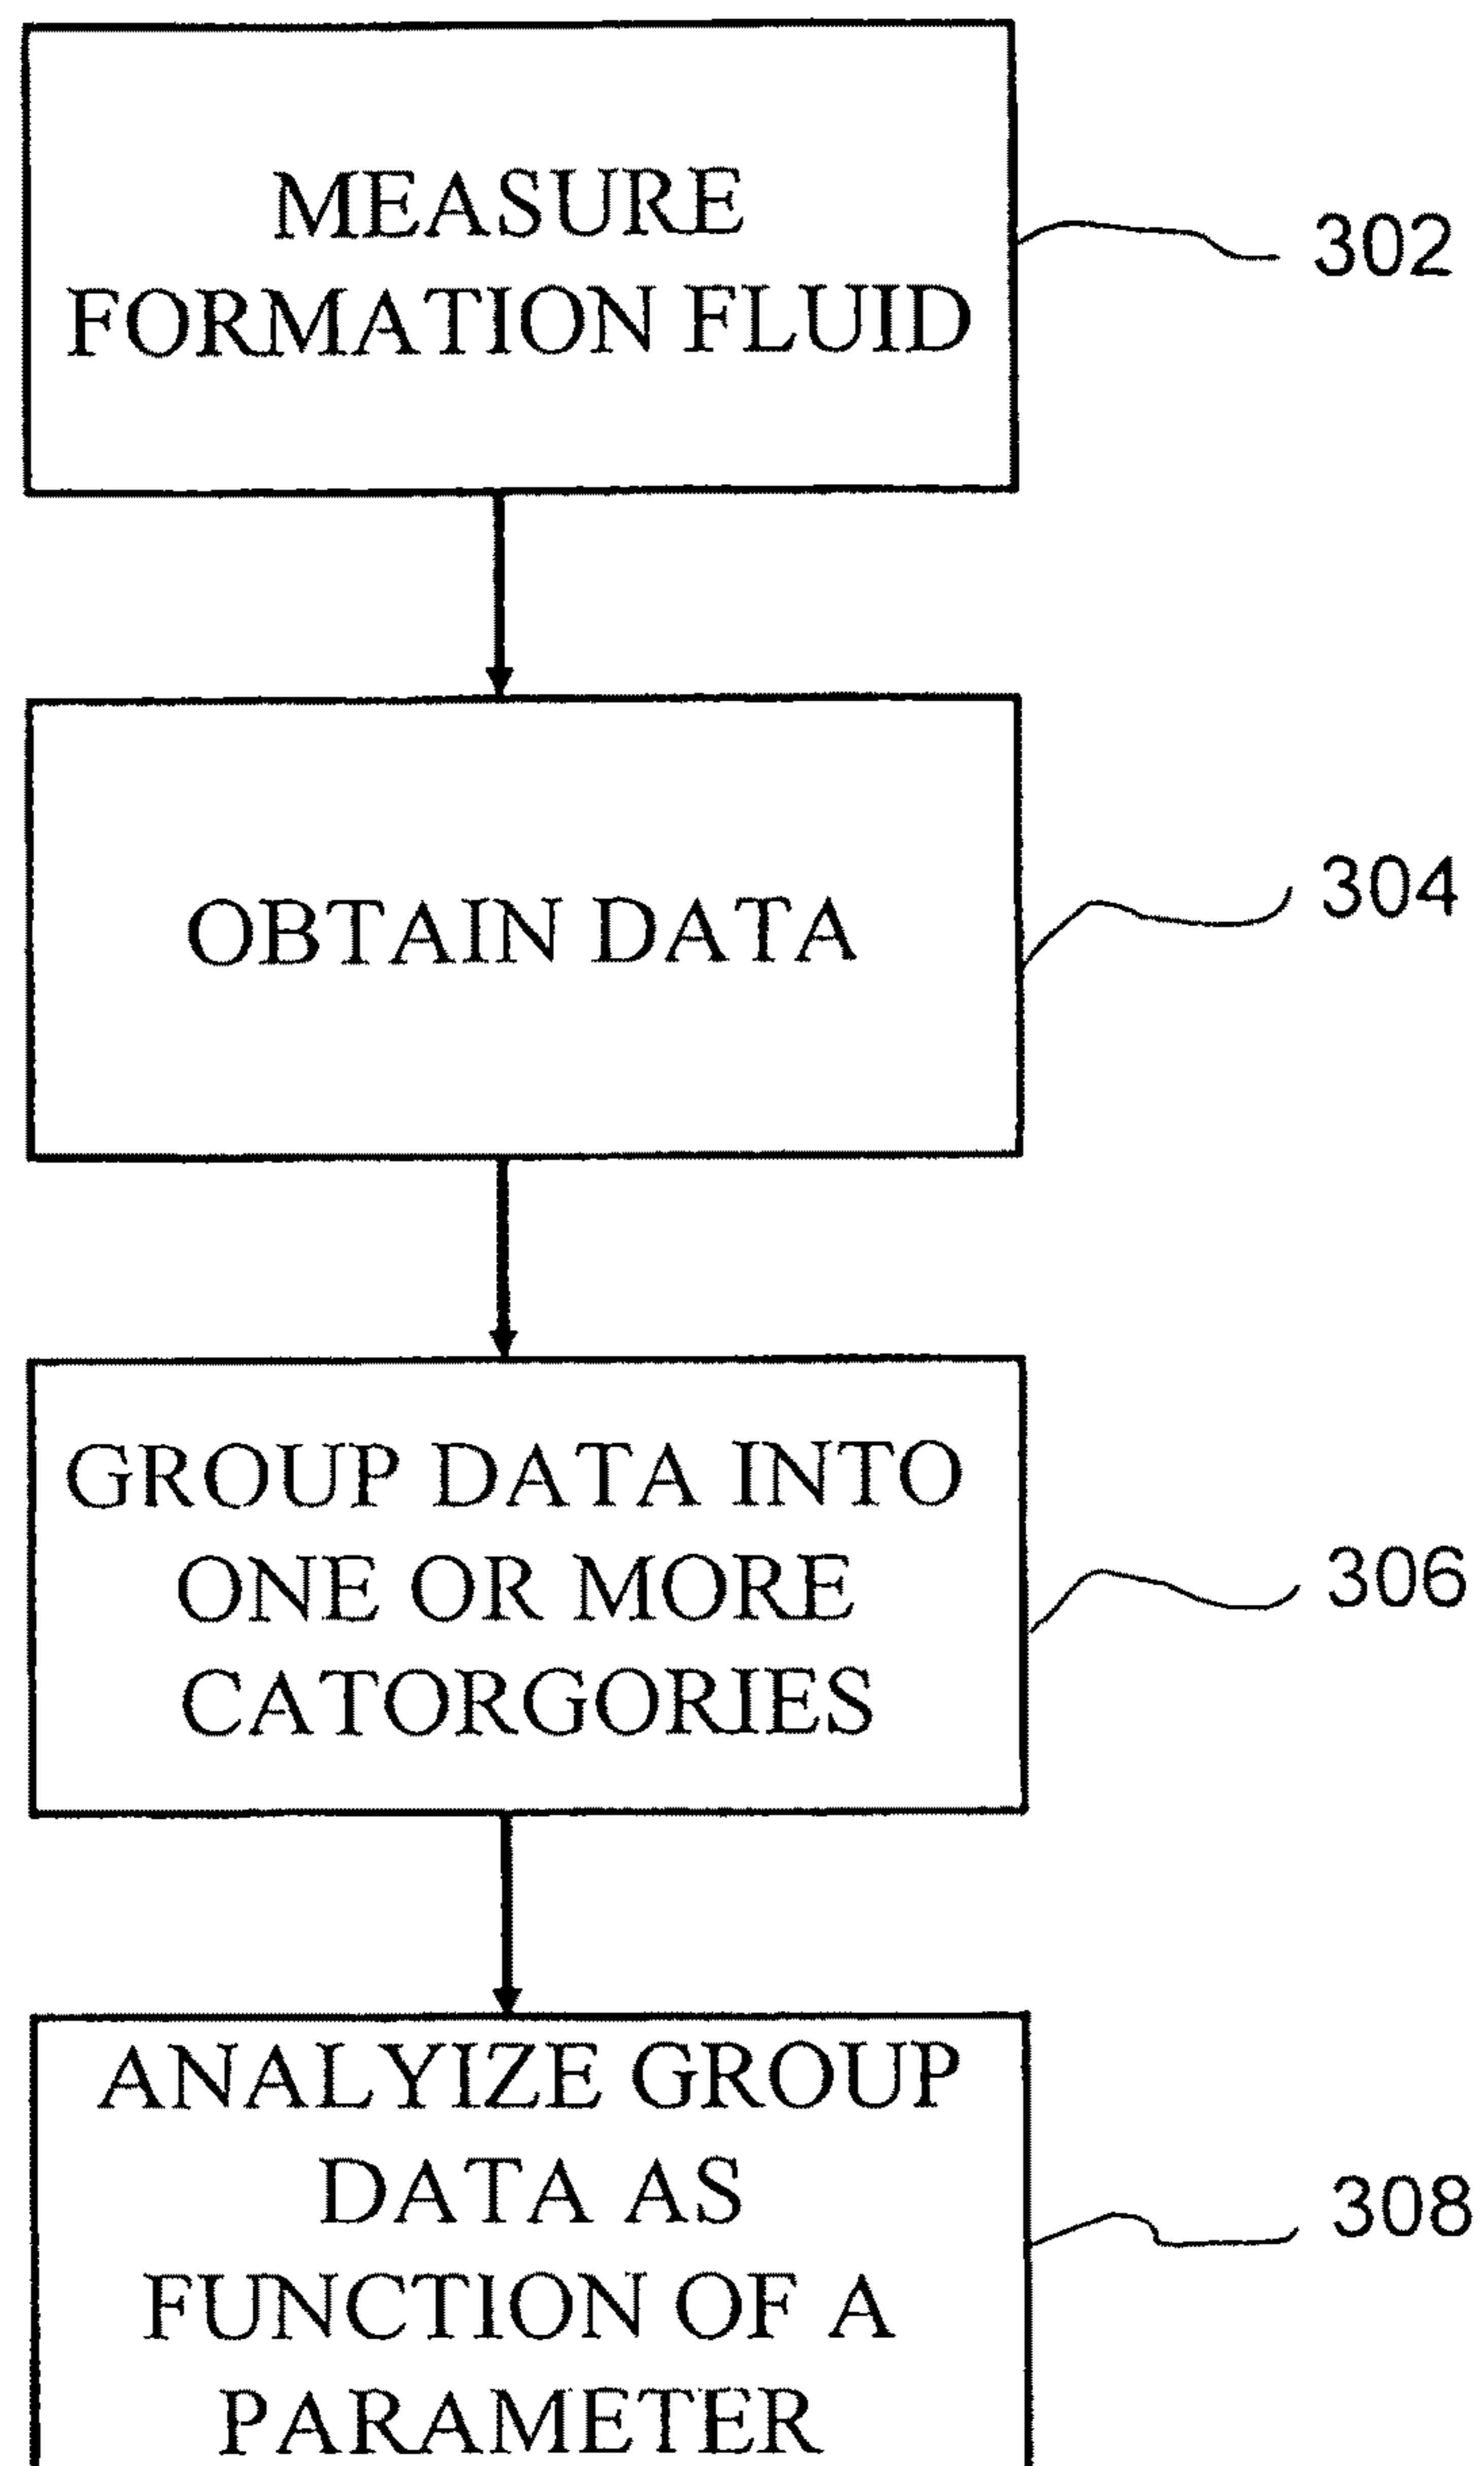 MEASURE
FORMATION FLUID
302
OBTAIN DATA
304
GROUP DATA INTO
ONE OR MORE
CATORGORIES
306
ANALYIZE GROUP
DATA AS
FUNCTION OF A
PARAMETER
308